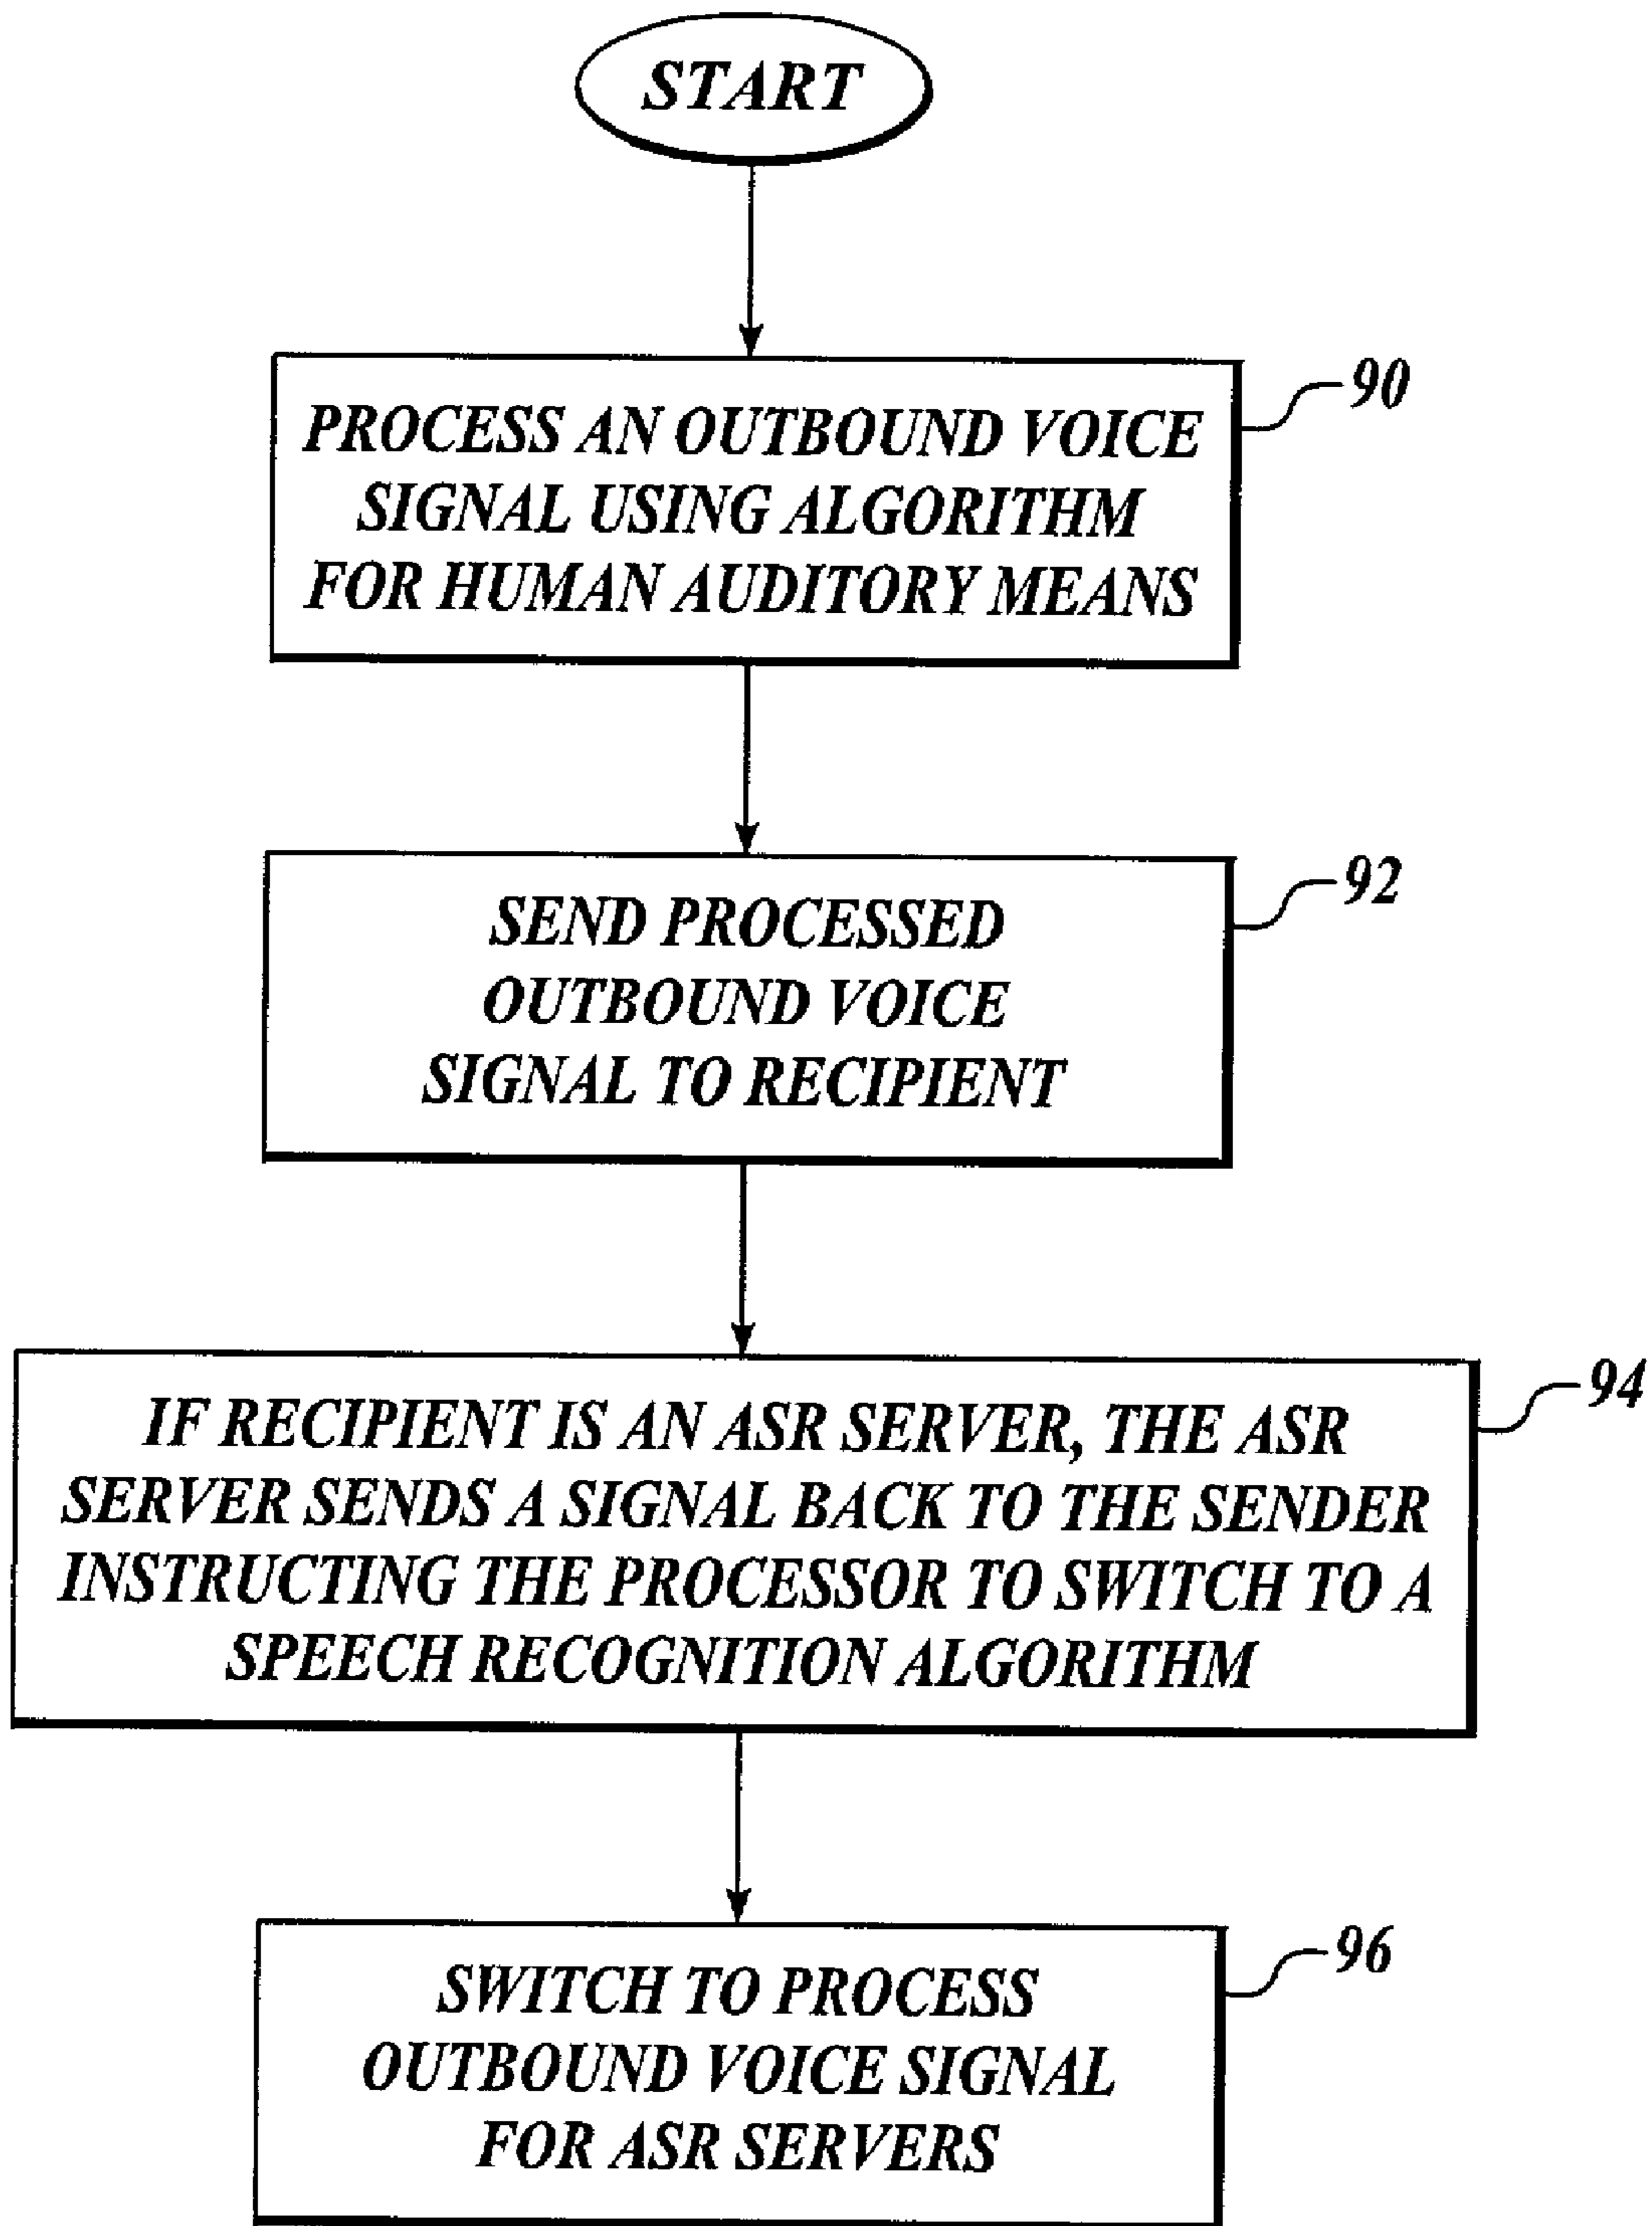 START
90
PROCESS AN OUTBOUND VOICE
SIGNAL USING ALGORITHM
FOR HUMAN AUDITORY MEANS
92
SEND PROCESSED
OUTBOUND VOICE
SIGNAL TO RECIPIENT
94
IF RECIPIENT IS AN ASR SERVER, THE ASR
SERVER SENDS A SIGNAL BACK TO THE SENDER
INSTRUCTING THE PROCESSOR TO SWITCH TO A
SPEECH RECOGNITION ALGORITHM
96
SWITCH TO PROCESS
OUTBOUND VOICE SIGNAL
FOR ASR SERVERS